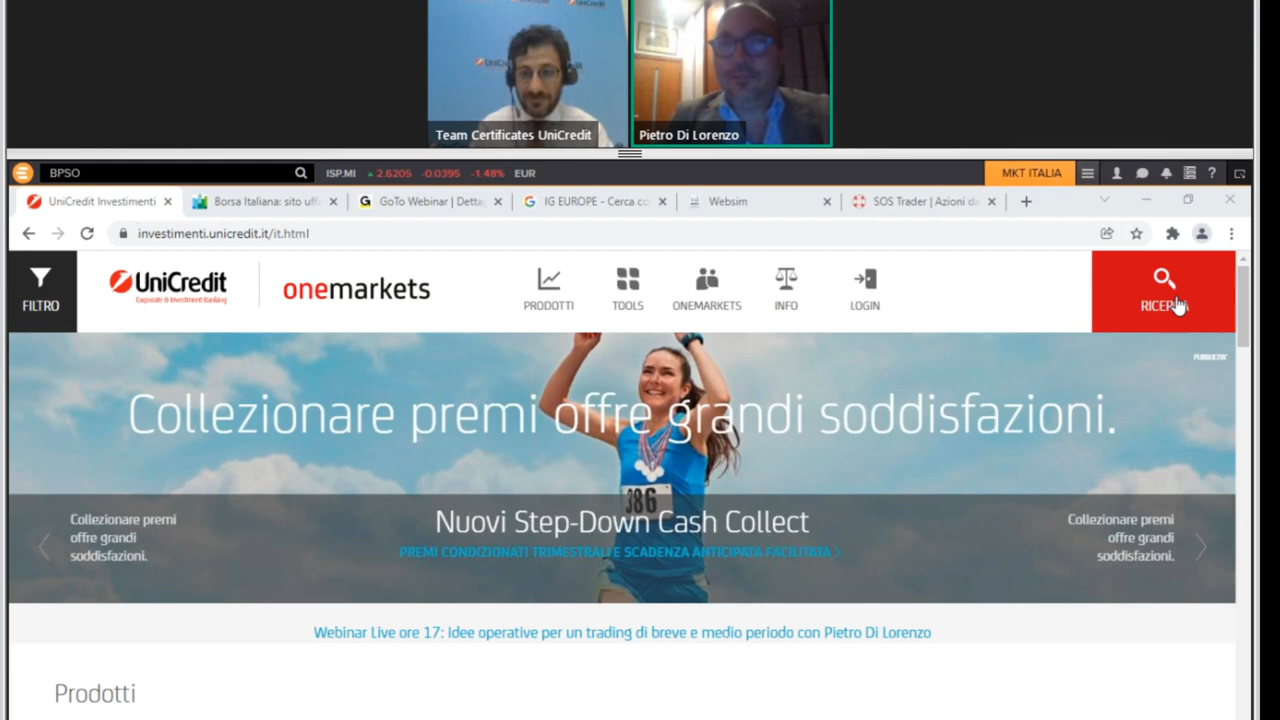 UniCredit
Team Certificates UniCredit
Pietro Di Lorenzo
BPSO
ISP.MI 2.6205 -0.0395 -1.48% EUR
MKT ITALIA
?
UniCredit Investimenti
Borsa Italiana: sito uff
GoTo Webinar | Detta
IG EUROPE - Cerca co
Websim
SOS Trader | Azioni da
investimenti.unicredit.it/it.html
FILTRO
UniCredit
Corporate & Investment Banking
onemarkets
PRODOTTI
TOOLS
ONEMARKETS
INFO
LOGIN
PUBBLICITA'
Collezionare premi offre grandi soddisfazioni.
386
Collezionare premi
offre grandi
soddisfazioni.
Nuovi Step-Down Cash Collect
PREMI CONDIZIONATI TRIMESTRALI E SCADENZA ANTICIPATA FACILITATA >
Collezionare premi
offre grandi
soddisfazioni.
Webinar Live ore 17: Idee operative per un trading di breve e medio periodo con Pietro Di Lorenzo
Prodotti